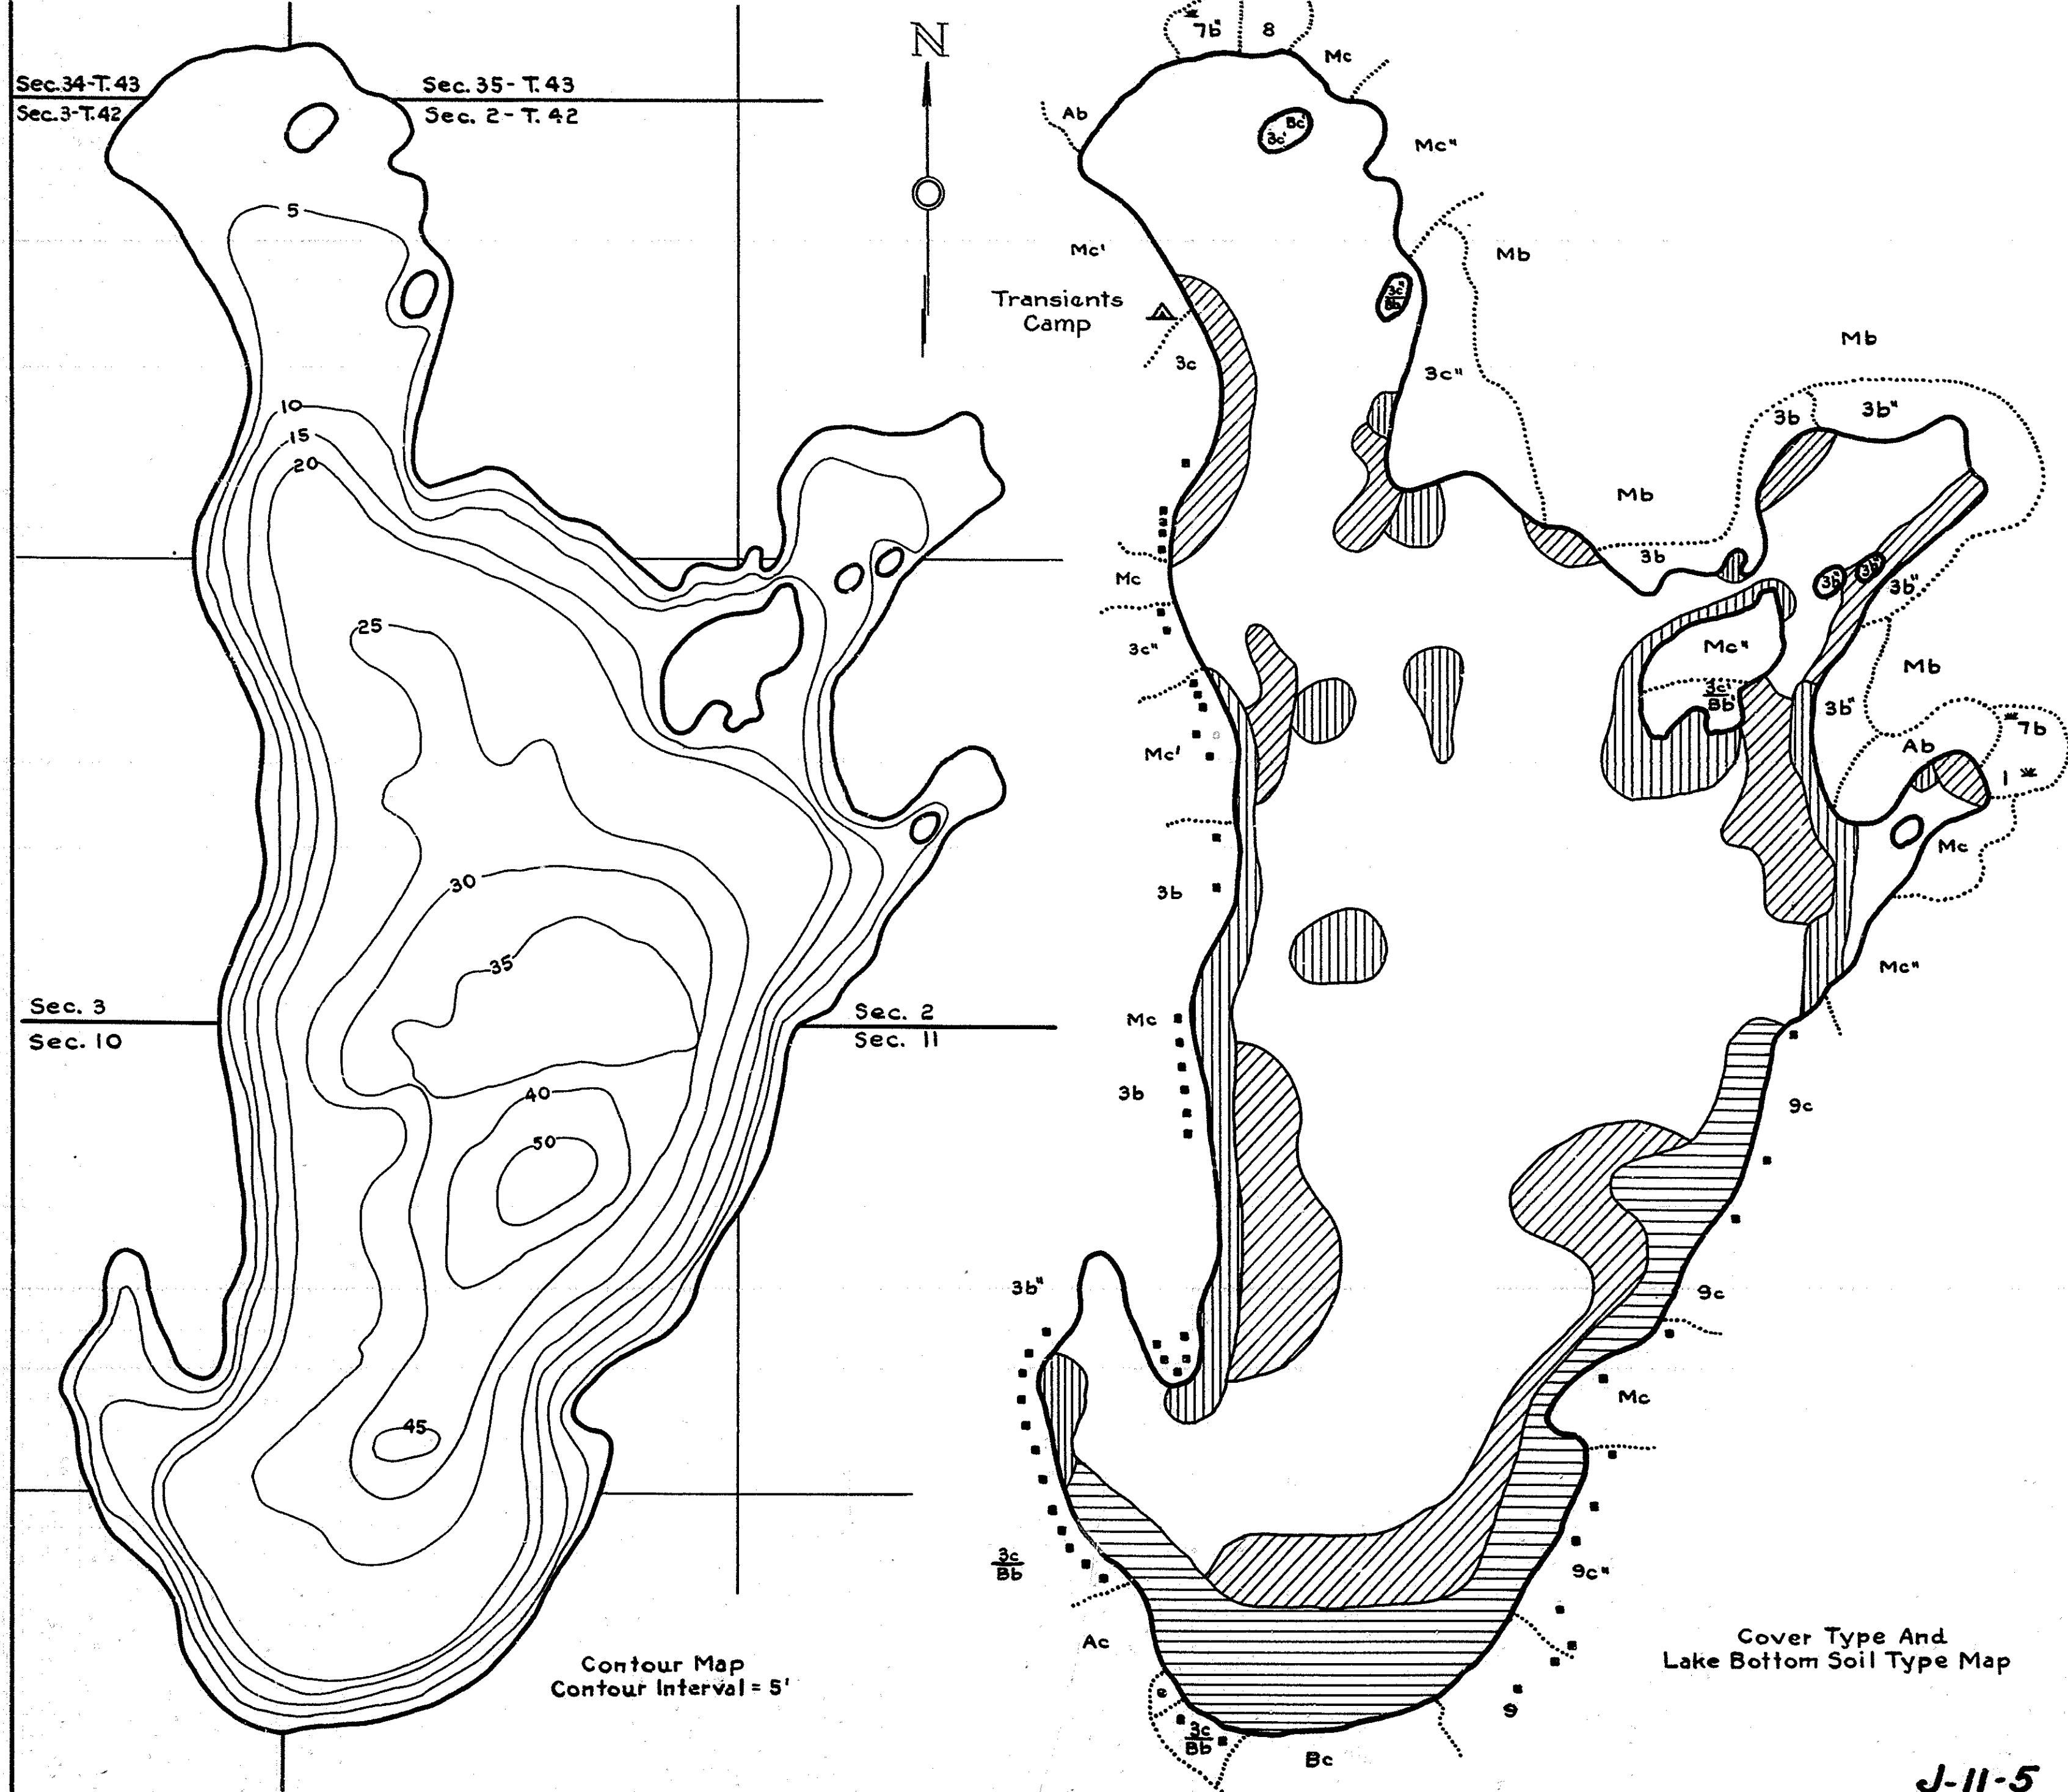 Sec.34-T.43
Sec.3-T.42
Sec. 35- T. 43
Sec. 2- T. 42
5
10
15
20
25
30
35
40
50
45
Sec. 3
Sec. 10
Sec. 2
Sec. 11
Contour Map
Contour Interval = 5'
N
7b"
8
Mc
Ab
3c' Bc'
Mc"
Mc'
Mb
Transients
Camp
3c"
Bb
3c
3c"
Mb
3b
3b"
Mb
3b
Mc
3b"
3b"
3b"
3c"
Mc"
3c'
Bb'
Mb
3b"
Mc'
Ab
7b
1
3b
Mc
Mc"
Mc
3b
9c
3b"
9c
Mc
3c
Bb
9c"
Ac
9
3c
Bb
Bc
Cover Type And
Lake Bottom Soil Type Map
J-11-5